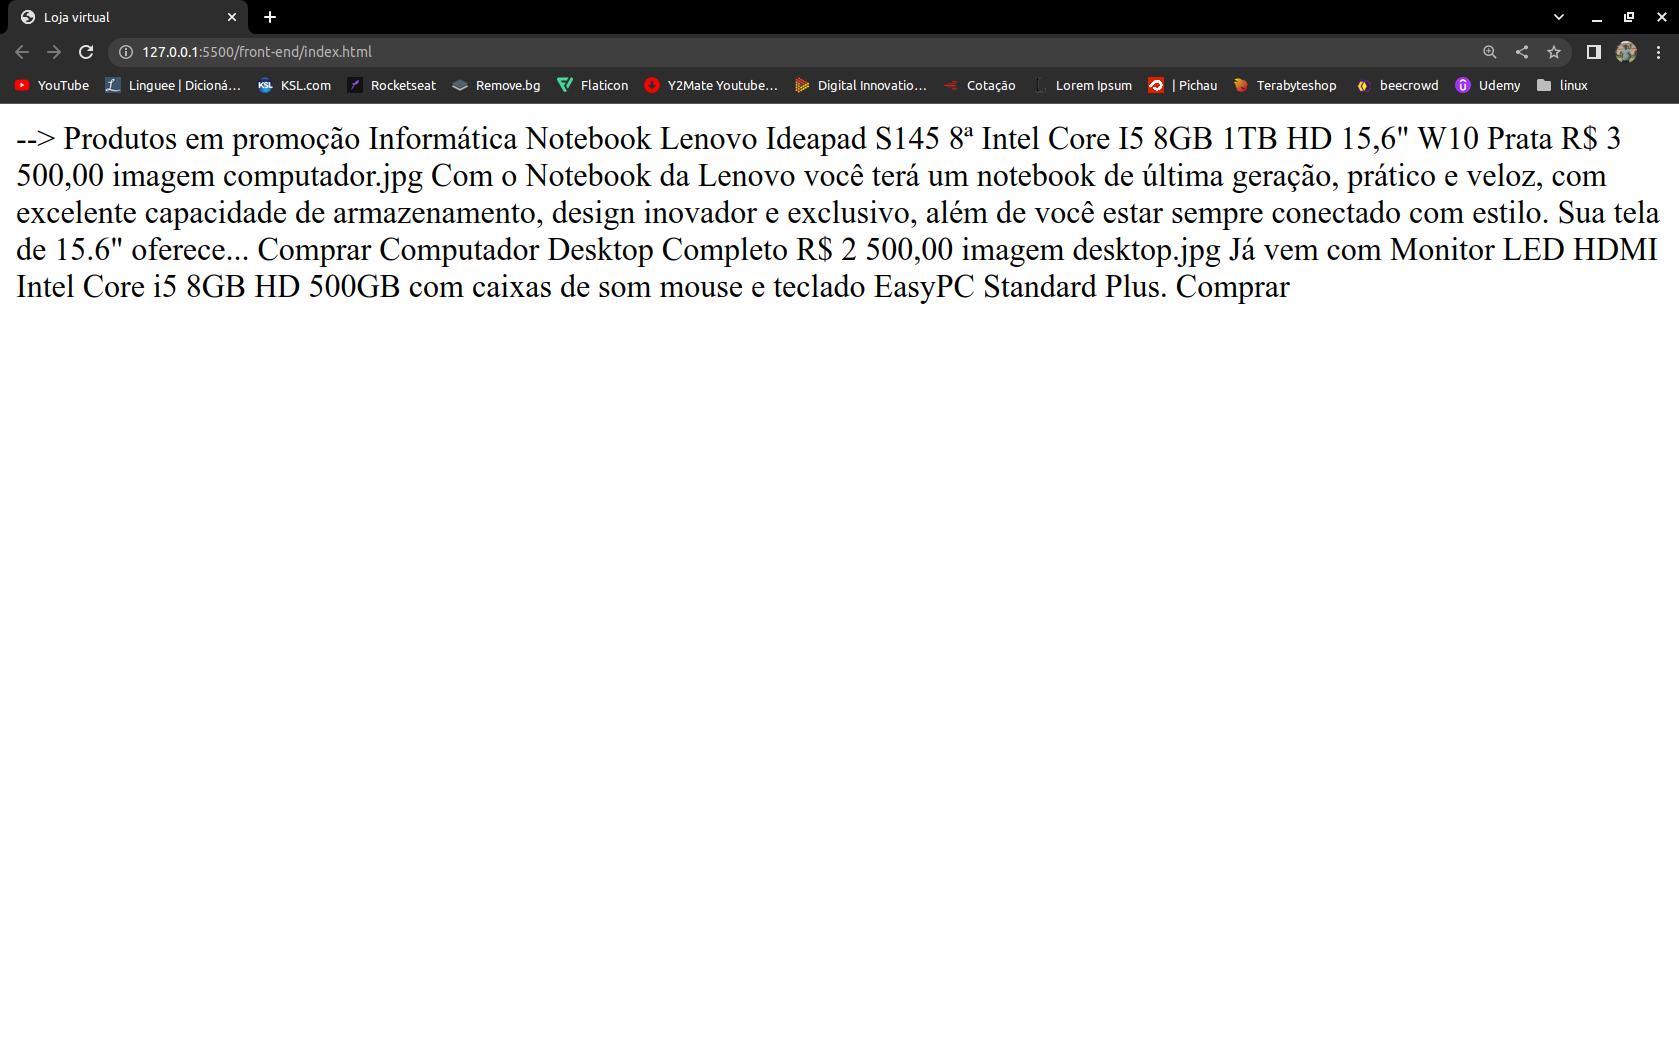 Loja virtual
127.0.0.1:5500/front-end/index.html
YouTube Linguee | Dicioná... KSL.com Rocketseat Remove.bg Flaticon Y2Mate Youtube... Digital Innovatio... Cotação Lorem Ipsum | Pichau Terabyteshop beecrowd Udemy linux
--> Produtos em promoção Informática Notebook Lenovo Ideapad S145 8ª Intel Core I5 8GB 1TB HD 15,6" W10 Prata R$ 3
500,00 imagem computador.jpg Com o Notebook da Lenovo você terá um notebook de última geração, prático e veloz, com
excelente capacidade de armazenamento, design inovador e exclusivo, além de você estar sempre conectado com estilo. Sua tela
de 15.6" oferece... Comprar Computador Desktop Completo R$ 2 500,00 imagem desktop.jpg Já vem com Monitor LED HDMI
Intel Core i5 8GB HD 500GB com caixas de som mouse e teclado EasyPC Standard Plus. Comprar